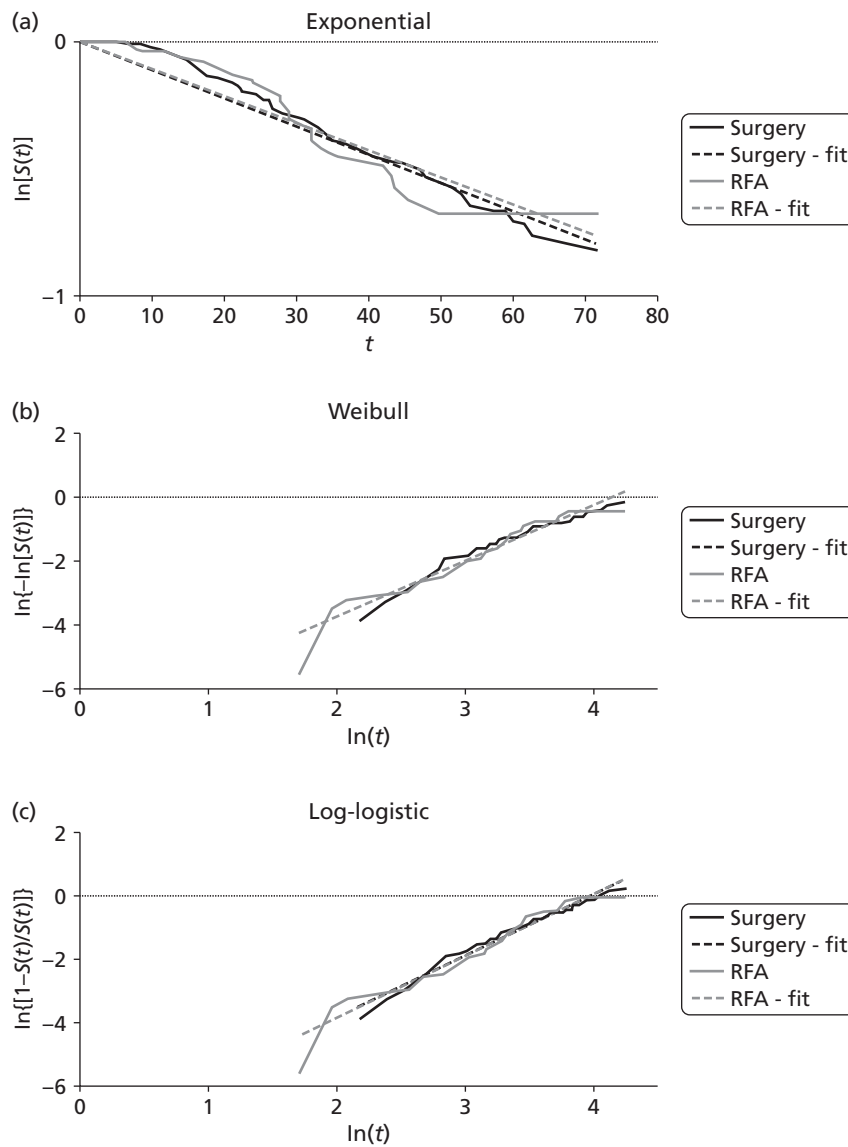 (a)
Exponential
0
ln[S(t)]
–1
0 10 20 30 40 50 60 70 80
t
Surgery
Surgery - fit
RFA
RFA - fit
(b)
Weibull
2
0
–2
–4
–6
ln{–ln[S(t)]}
0 1 2 3 4
ln(t)
Surgery
Surgery - fit
RFA
RFA - fit
(c)
Log-logistic
2
0
–2
–4
–6
ln{[1–S(t)/S(t)]}
0 1 2 3 4
ln(t)
Surgery
Surgery - fit
RFA
RFA - fit